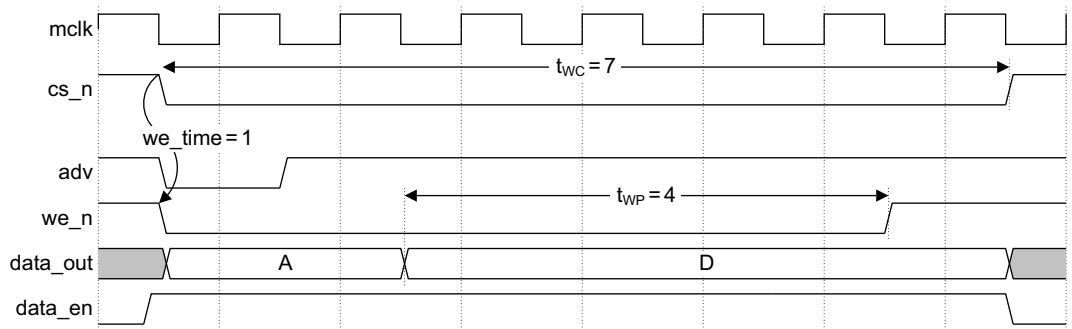 mclk
t_WC = 7
cs_n
we_time = 1
adv
t_WP = 4
we_n
data_out A D
data_en